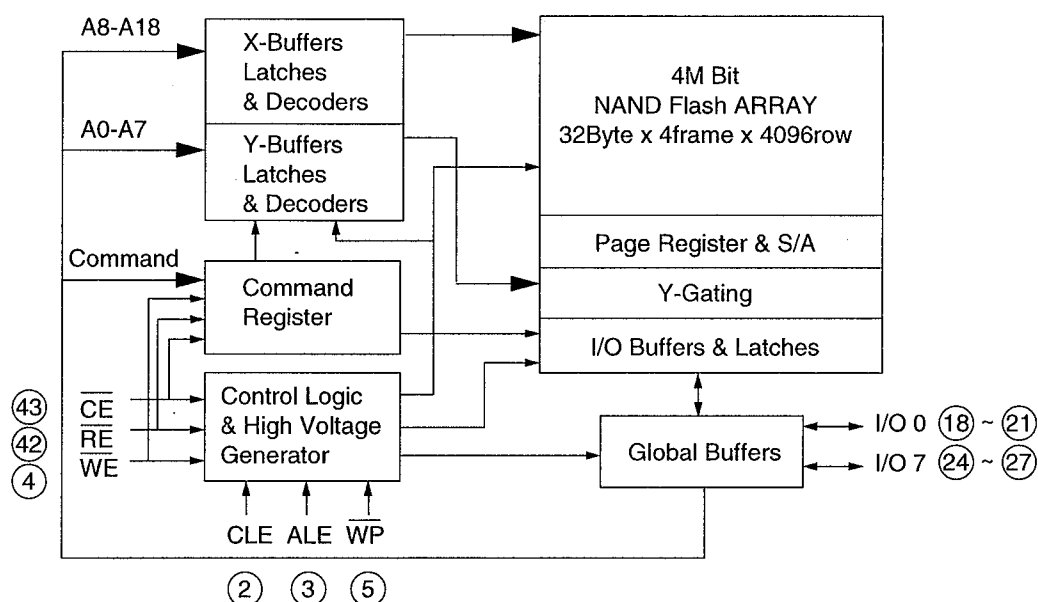 A8-A18
X-Buffers
Latches
& Decoders
A0-A7
Y-Buffers
Latches
& Decoders
4M Bit
NAND Flash ARRAY
32Byte x 4frame x 4096row
Page Register & S/A
Y-Gating
I/O Buffers & Latches
Command
Command
Register
43 CE
42 RE
4 WE
Control Logic
& High Voltage
Generator
Global Buffers
I/O 0 18 ~ 21
I/O 7 24 ~ 27
CLE ALE WP
2 3 5